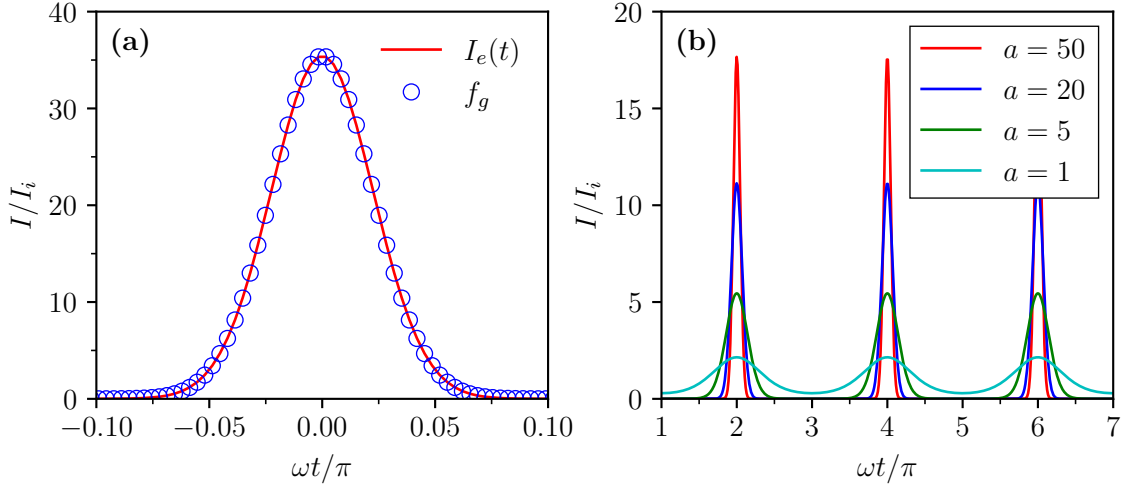 (a)
I_e(t)
f_g
I/I_i
40
30
20
10
0
−0.10
−0.05
0.00
0.05
0.10
ωt/π
(b)
a = 50
a = 20
a = 5
a = 1
I/I_i
20
15
10
5
0
1
2
3
4
5
6
7
ωt/π